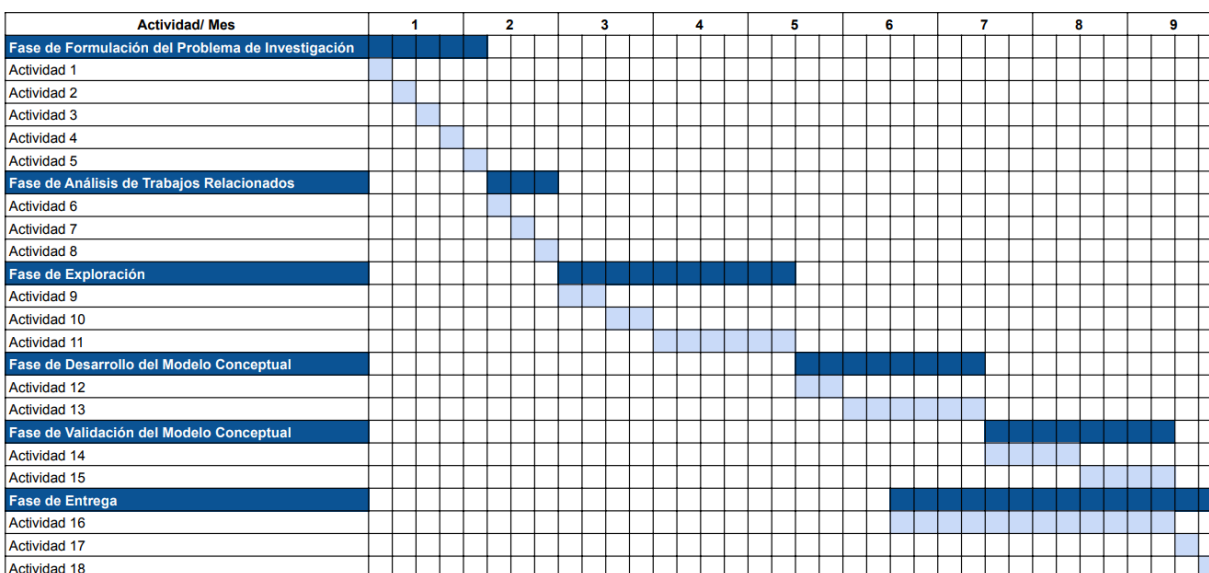 Actividad/ Mes 1 2 3 4 5 6 7 8 9
Fase de Formulación del Problema de Investigación
Actividad 1
Actividad 2
Actividad 3
Actividad 4
Actividad 5
Fase de Análisis de Trabajos Relacionados
Actividad 6
Actividad 7
Actividad 8
Fase de Exploración
Actividad 9
Actividad 10
Actividad 11
Fase de Desarrollo del Modelo Conceptual
Actividad 12
Actividad 13
Fase de Validación del Modelo Conceptual
Actividad 14
Actividad 15
Fase de Entrega
Actividad 16
Actividad 17
Actividad 18